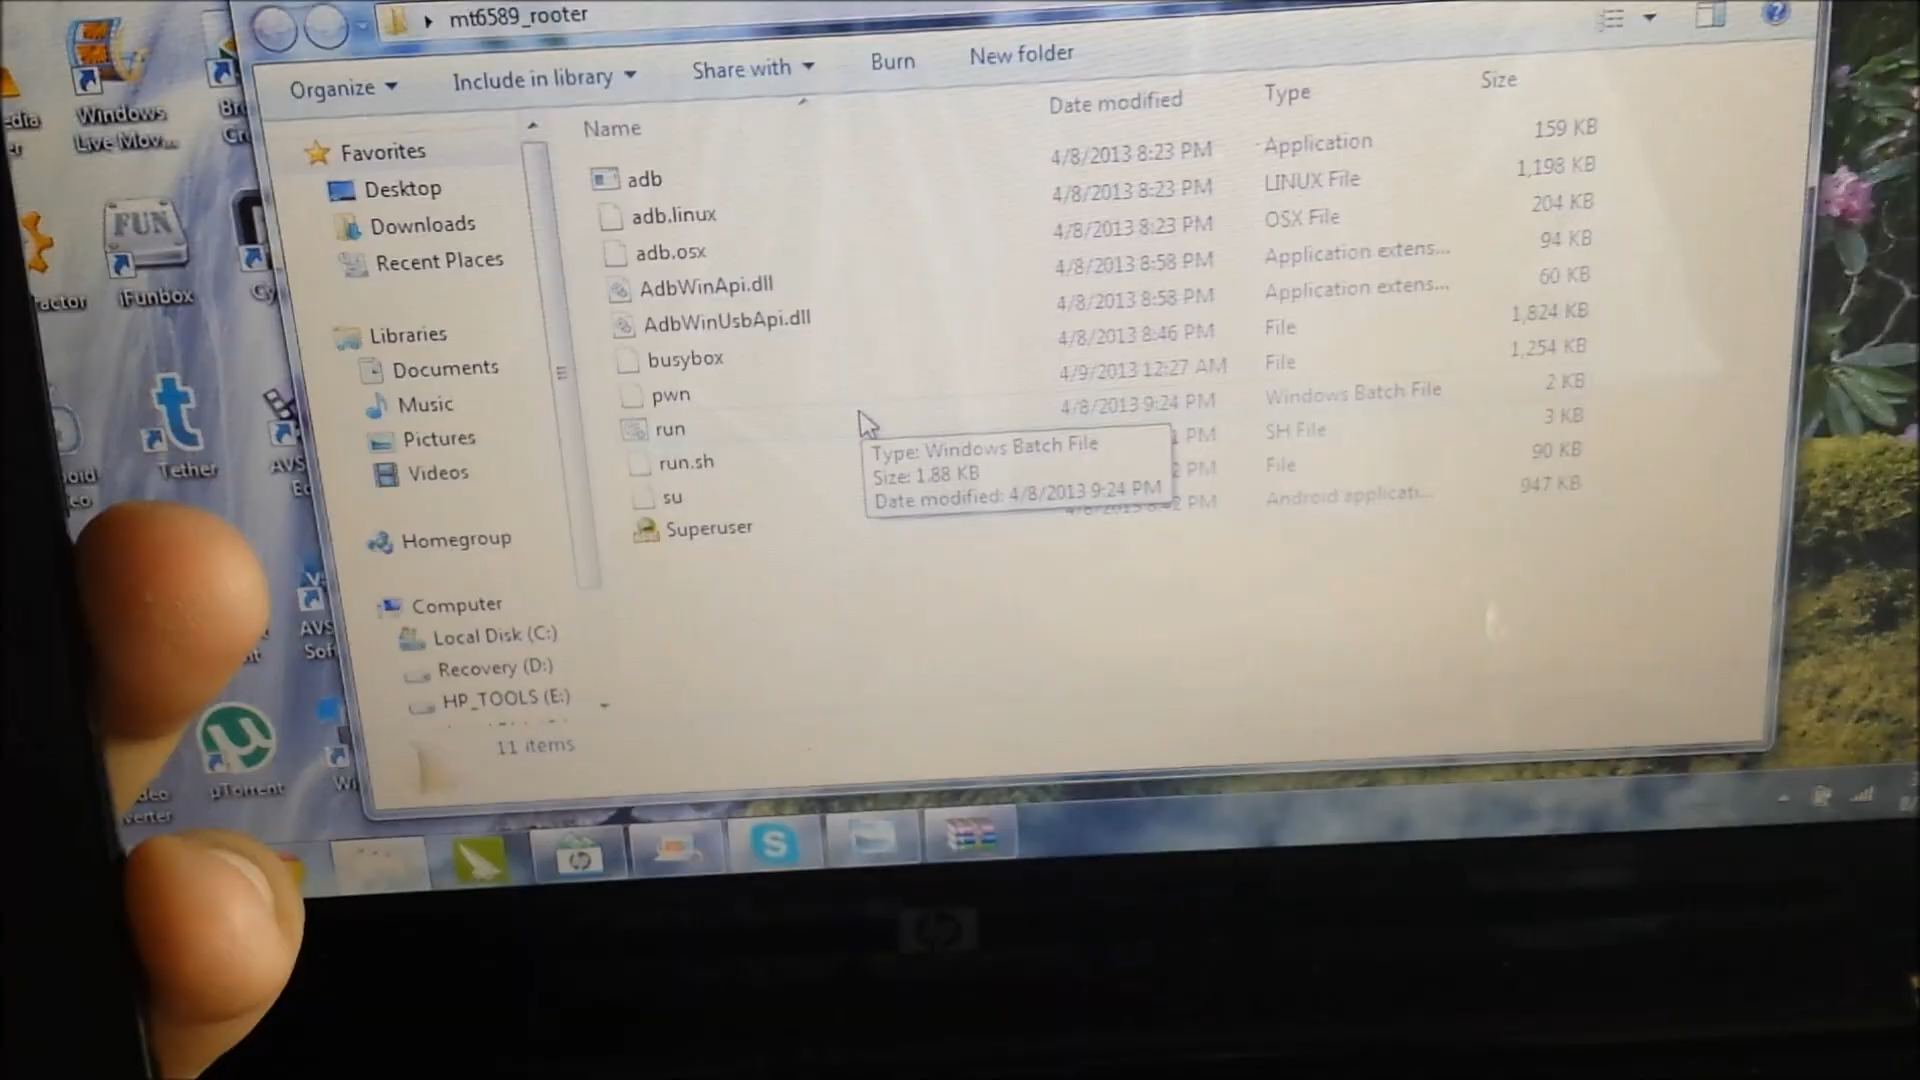 mt6589_rooter
Organize
Include in library
Share with
Burn
New folder
Name
Date modified
Type
Size
Favorites
Desktop
Downloads
Recent Places
Libraries
Documents
Music
Pictures
Videos
Homegroup
Computer
Local Disk (C:)
Recovery (D:)
HP_TOOLS (E:)
adb 4/8/2013 8:23 PM Application 159 KB
adb.linux 4/8/2013 8:23 PM LINUX File 1,198 KB
adb.osx 4/8/2013 8:23 PM OSX File 204 KB
AdbWinApi.dll 4/8/2013 8:58 PM Application extens... 94 KB
AdbWinUsbApi.dll 4/8/2013 8:58 PM Application extens... 60 KB
busybox 4/8/2013 8:46 PM File 1,824 KB
pwn 4/9/2013 12:27 AM File 1,254 KB
run 4/8/2013 9:24 PM Windows Batch File 2 KB
run.sh PM SH File 3 KB
su PM File 90 KB
Superuser PM Android applicati... 947 KB
Type: Windows Batch File
Size: 1.88 KB
Date modified: 4/8/2013 9:24 PM
11 items
Windows
Live Mov...
FUN
iFunbox
Tether
AVS
AVS
µTorrent
hp
hp